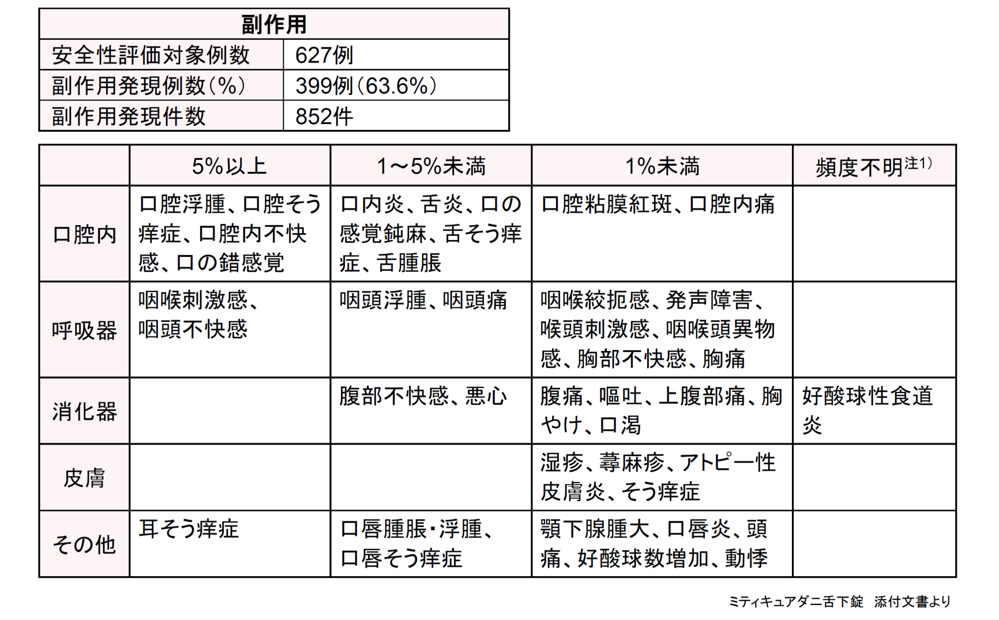 副作用
安全性評価対象例数 627例
副作用発現例数(%) 399例(63.6%)
副作用発現件数 852件
5%以上 1~5%未満 1%未満 頻度不明注1)
口腔内
口腔浮腫、口腔そう
痒症、口腔内不快
感、口の錯感覚
口内炎、舌炎、口の
感覚鈍麻、舌そう痒
症、舌腫脹
口腔粘膜紅斑、口腔内痛
呼吸器
咽喉刺激感、
咽頭不快感
咽頭浮腫、咽頭痛
咽喉絞扼感、発声障害、
喉頭刺激感、咽喉頭異物
感、胸部不快感、胸痛
消化器
腹部不快感、悪心
腹痛、嘔吐、上腹部痛、胸
やけ、口渇
好酸球性食道
炎
皮膚
湿疹、蕁麻疹、アトピー性
皮膚炎、そう痒症
その他
耳そう痒症
口唇腫脹・浮腫、
口唇そう痒症
顎下腺腫大、口唇炎、頭
痛、好酸球数増加、動悸
ミティキュアダニ舌下錠　添付文書より